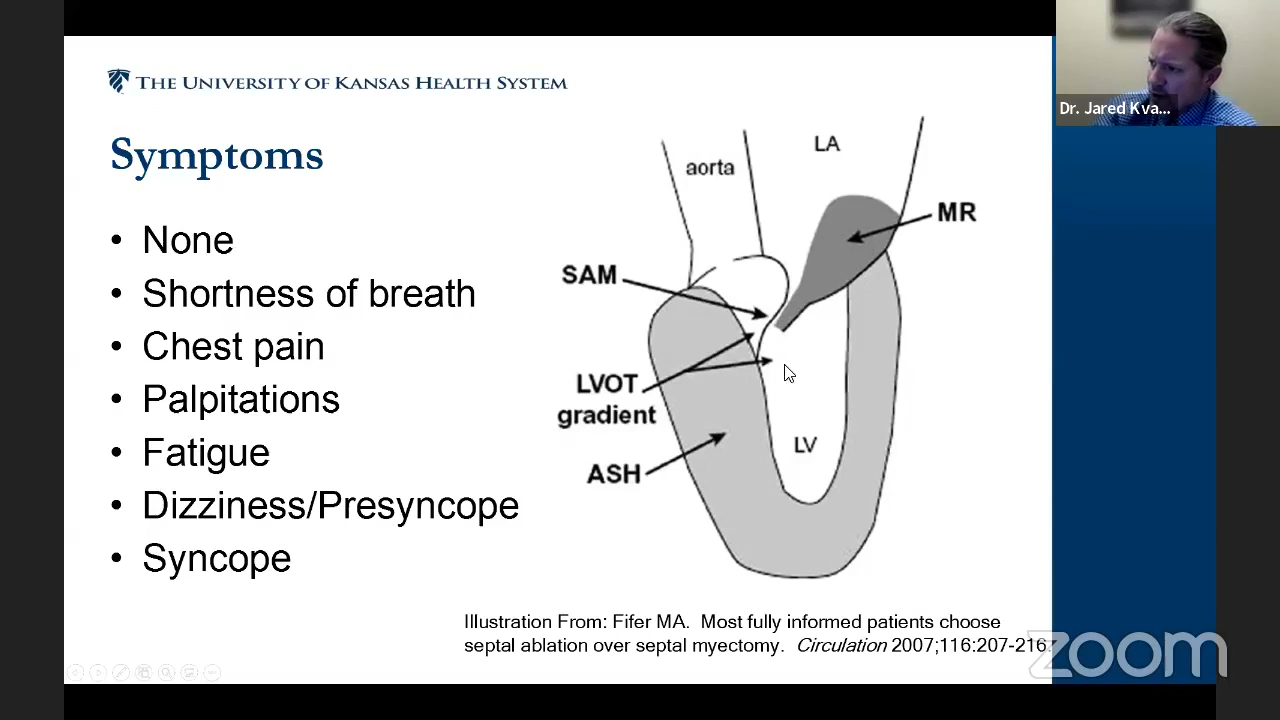 THE UNIVERSITY OF KANSAS HEALTH SYSTEM
Dr. Jared Kva...
Symptoms
• None
• Shortness of breath
• Chest pain
• Palpitations
• Fatigue
• Dizziness/Presyncope
• Syncope
aorta
LA
MR
SAM
LVOT
gradient
LV
ASH
Illustration From: Fifer MA. Most fully informed patients choose
septal ablation over septal myectomy. Circulation 2007;116:207-216.
zoom